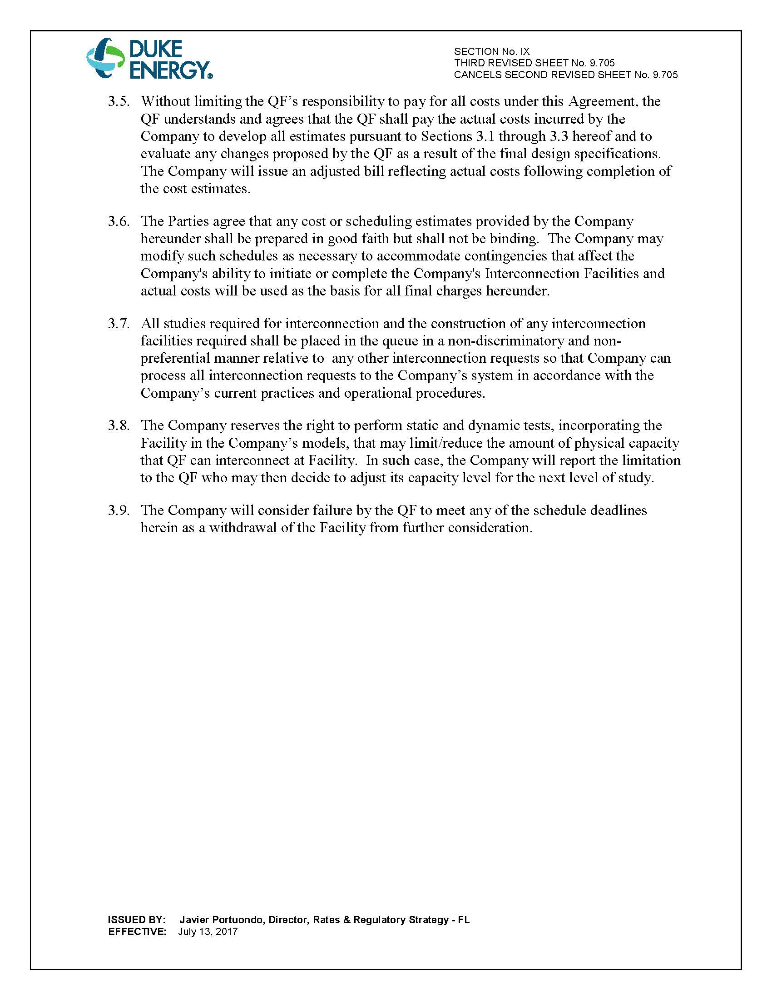 DUKE
ENERGY®
SECTION No. IX
THIRD REVISED SHEET No. 9.705
CANCELS SECOND REVISED SHEET No. 9.705
3.5. Without limiting the QF’s responsibility to pay for all costs under this Agreement, the
QF understands and agrees that the QF shall pay the actual costs incurred by the
Company to develop all estimates pursuant to Sections 3.1 through 3.3 hereof and to
evaluate any changes proposed by the QF as a result of the final design specifications.
The Company will issue an adjusted bill reflecting actual costs following completion of
the cost estimates.
3.6. The Parties agree that any cost or scheduling estimates provided by the Company
hereunder shall be prepared in good faith but shall not be binding.  The Company may
modify such schedules as necessary to accommodate contingencies that affect the
Company's ability to initiate or complete the Company's Interconnection Facilities and
actual costs will be used as the basis for all final charges hereunder.
3.7. All studies required for interconnection and the construction of any interconnection
facilities required shall be placed in the queue in a non-discriminatory and non-
preferential manner relative to  any other interconnection requests so that Company can
process all interconnection requests to the Company’s system in accordance with the
Company’s current practices and operational procedures.
3.8. The Company reserves the right to perform static and dynamic tests, incorporating the
Facility in the Company’s models, that may limit/reduce the amount of physical capacity
that QF can interconnect at Facility.  In such case, the Company will report the limitation
to the QF who may then decide to adjust its capacity level for the next level of study.
3.9. The Company will consider failure by the QF to meet any of the schedule deadlines
herein as a withdrawal of the Facility from further consideration.
ISSUED BY: Javier Portuondo, Director, Rates & Regulatory Strategy - FL
EFFECTIVE: July 13, 2017